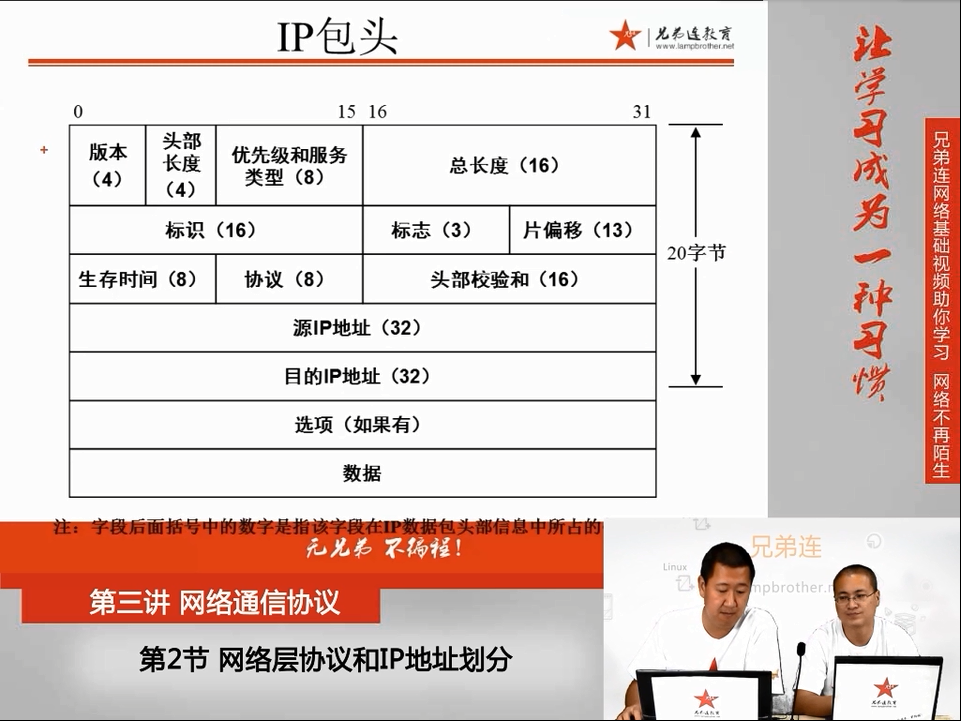 IP包头
兄弟连教育
www.lampbrother.net
0 15 16 31
版本
（4）
头部
长度
（4）
优先级和服务
类型（8）
总长度（16）
标识（16）
标志（3）
片偏移（13）
生存时间（8）
协议（8）
头部校验和（16）
源IP地址（32）
目的IP地址（32）
选项（如果有）
数据
20字节
注：字段后面括号中的数字是指该字段在IP数据包头部信息中所占的
元兄弟 不编程！
第三讲 网络通信协议
第2节 网络层协议和IP地址划分
让学习成为一种习惯
兄弟连网络基础视频助你学习 网络不再陌生
兄弟连
Linux
lampbrother.ne